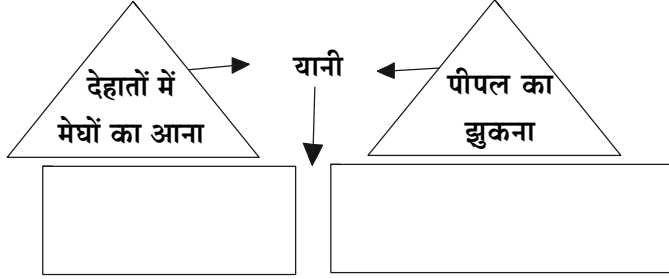 देहातों में
मेघों का आना
यानी
पीपल का
झुकना